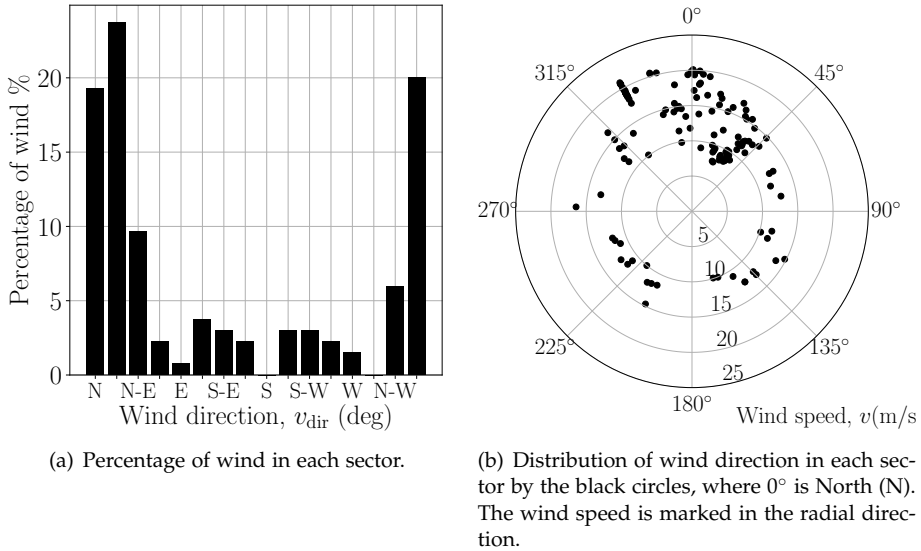 Percentage of wind %
20
15
10
5
0
N N-E E S-E S S-W W N-W
Wind direction, v_dir (deg)
(a) Percentage of wind in each sector.
0°
315° 45°
270° 90°
5
10
15
20
25
225° 135°
180°
Wind speed, v(m/s
(b) Distribution of wind direction in each sec-
tor by the black circles, where 0° is North (N).
The wind speed is marked in the radial direc-
tion.